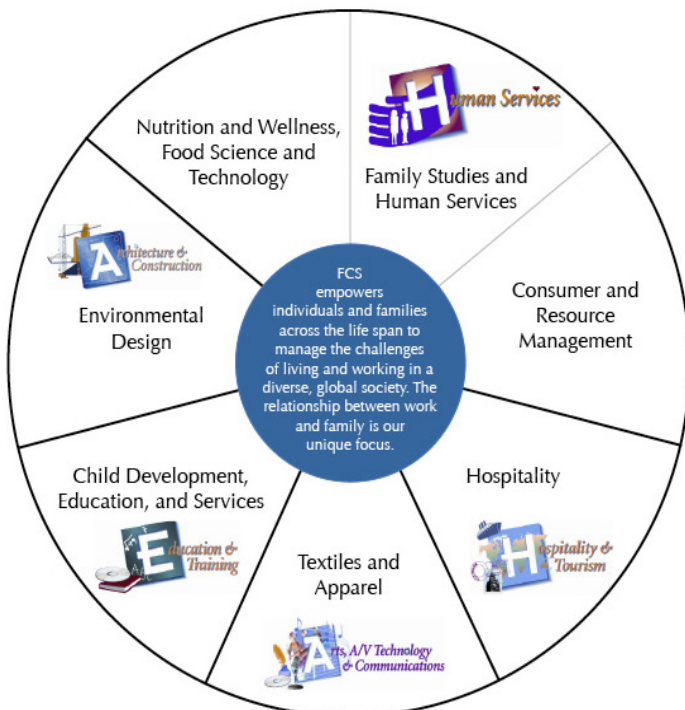 Nutrition and Wellness,
Food Science and
Technology
Human Services
Family Studies and
Human Services
Architecture &
Construction
Environmental
Design
FCS
empowers
individuals and families
across the life span to
manage the challenges
of living and working in a
diverse, global society. The
relationship between work
and family is our
unique focus.
Consumer and
Resource
Management
Child Development,
Education, and Services
Education &
Training
Hospitality
Hospitality &
Tourism
Textiles and
Apparel
Arts, A/V Technology
& Communications